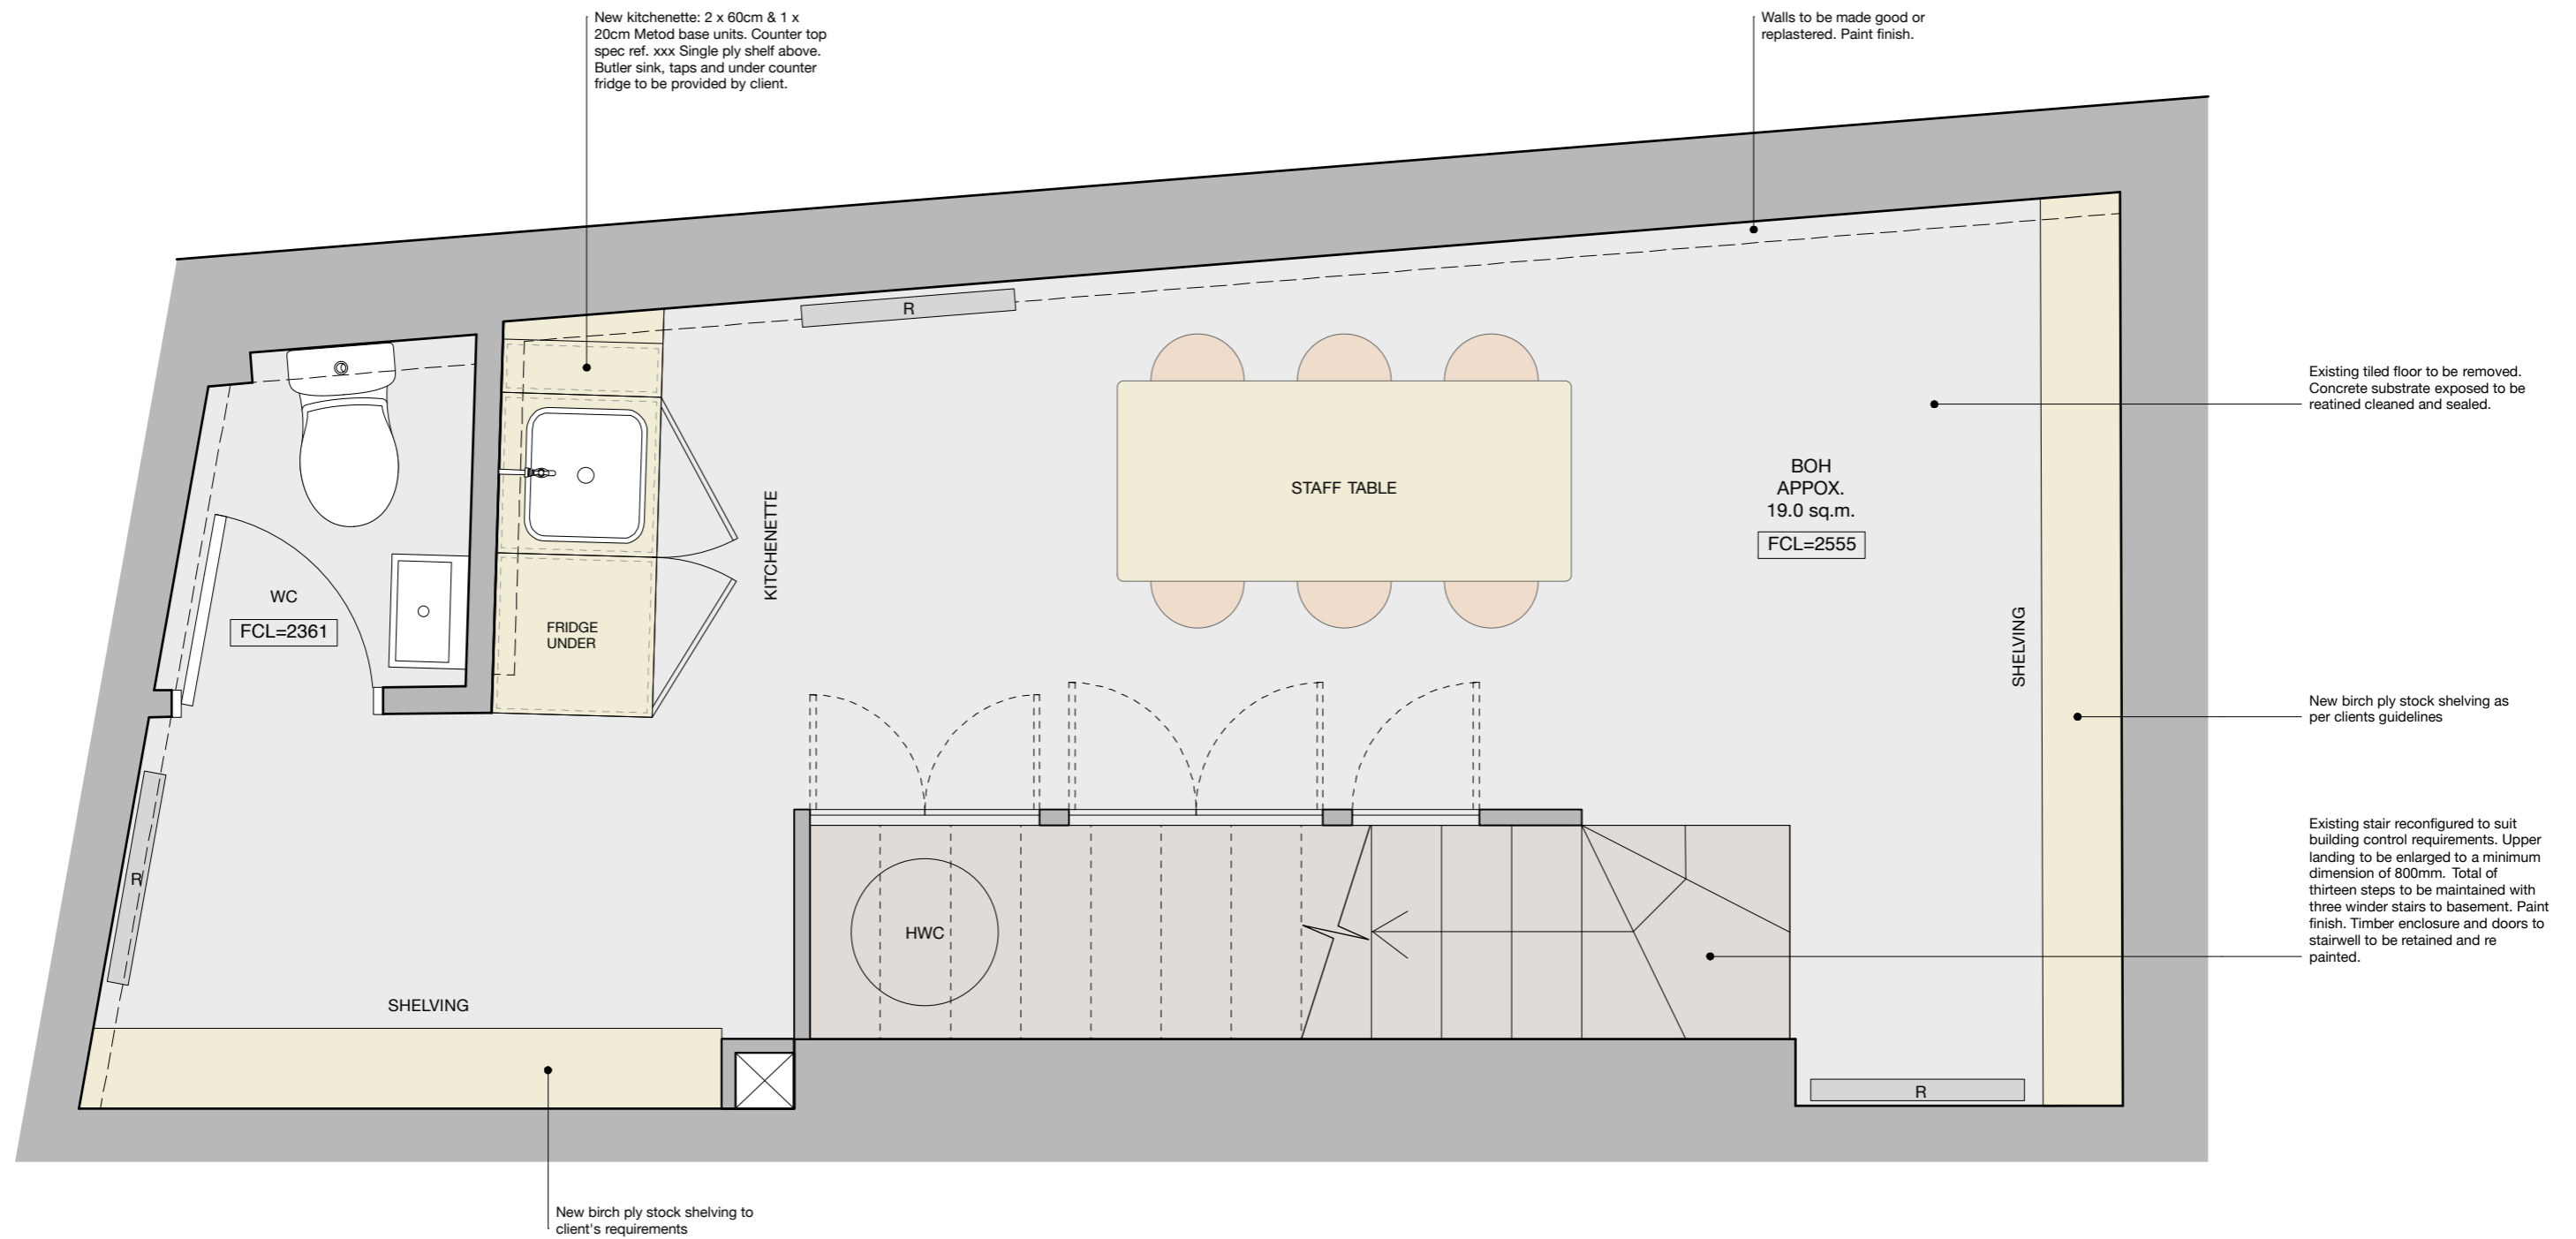 New kitchenette: 2 x 60cm & 1 x
20cm Metod base units. Counter top
spec ref. xxx Single ply shelf above.
Butler sink, taps and under counter
fridge to be provided by client.
Walls to be made good or
replastered. Paint finish.
R
Existing tiled floor to be removed.
Concrete substrate exposed to be
reatined cleaned and sealed.
STAFF TABLE
BOH
APPOX.
19.0 sq.m.
FCL=2555
KITCHENETTE
WC
FCL=2361
FRIDGE
UNDER
SHELVING
New birch ply stock shelving as
per clients guidelines
Existing stair reconfigured to suit
building control requirements. Upper
landing to be enlarged to a minimum
dimension of 800mm. Total of
thirteen steps to be maintained with
three winder stairs to basement. Paint
finish. Timber enclosure and doors to
stairwell to be retained and re
painted.
R
HWC
SHELVING
R
New birch ply stock shelving to
client's requirements